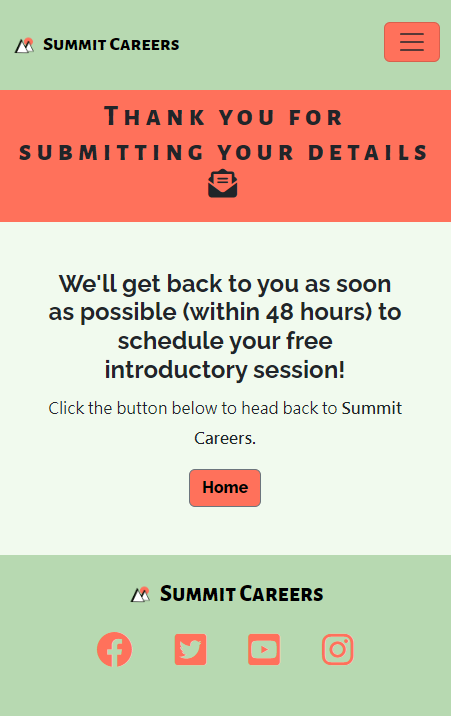 Summit Careers
Thank you for
submitting your details
We'll get back to you as soon
as possible (within 48 hours) to
schedule your free
introductory session!
Click the button below to head back to Summit
Careers.
Home
Summit Careers